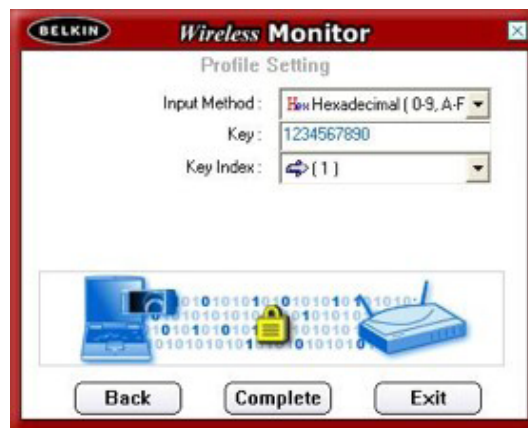 BELKIN Wireless Monitor
Profile Setting
Input Method : Hex Hexadecimal ( 0-9, A-F
Key : 1234567890
Key Index : ( 1 )
Back Complete Exit